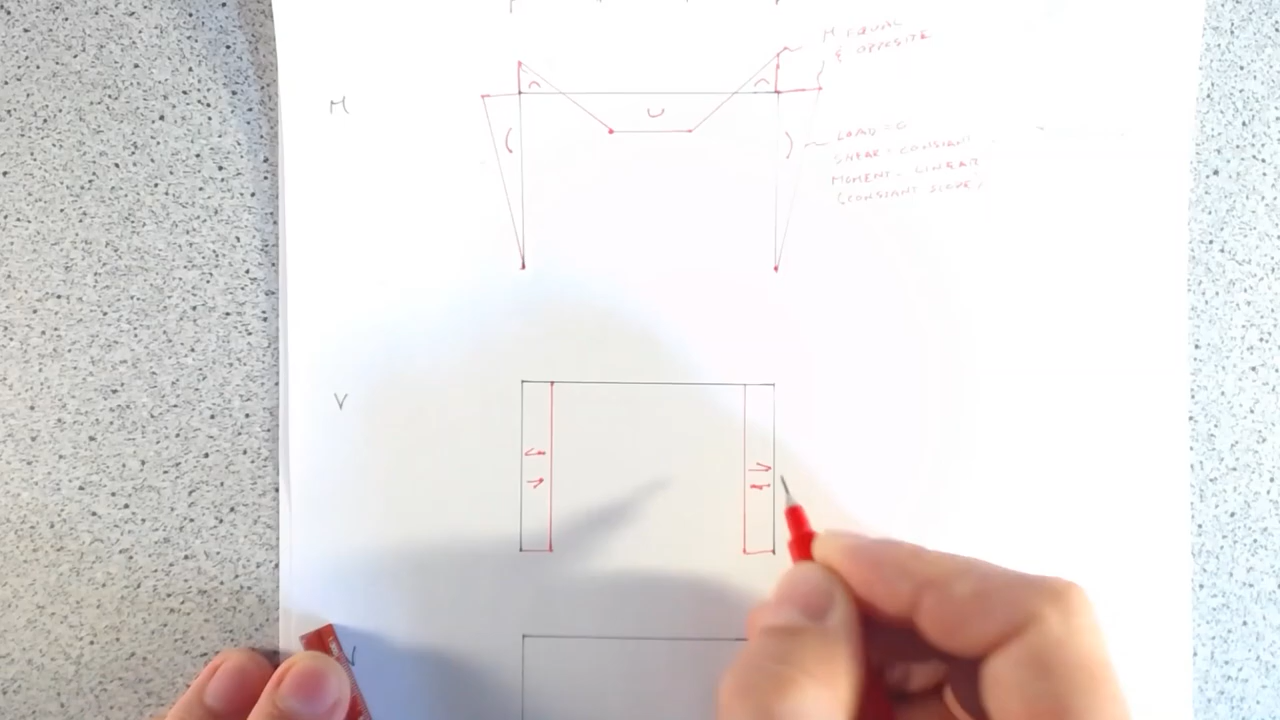 M EQUAL
& OPPOSITE
M
LOAD = 0
SHEAR - CONSTANT
MOMENT - LINEAR
(CONSTANT SLOPE)
V